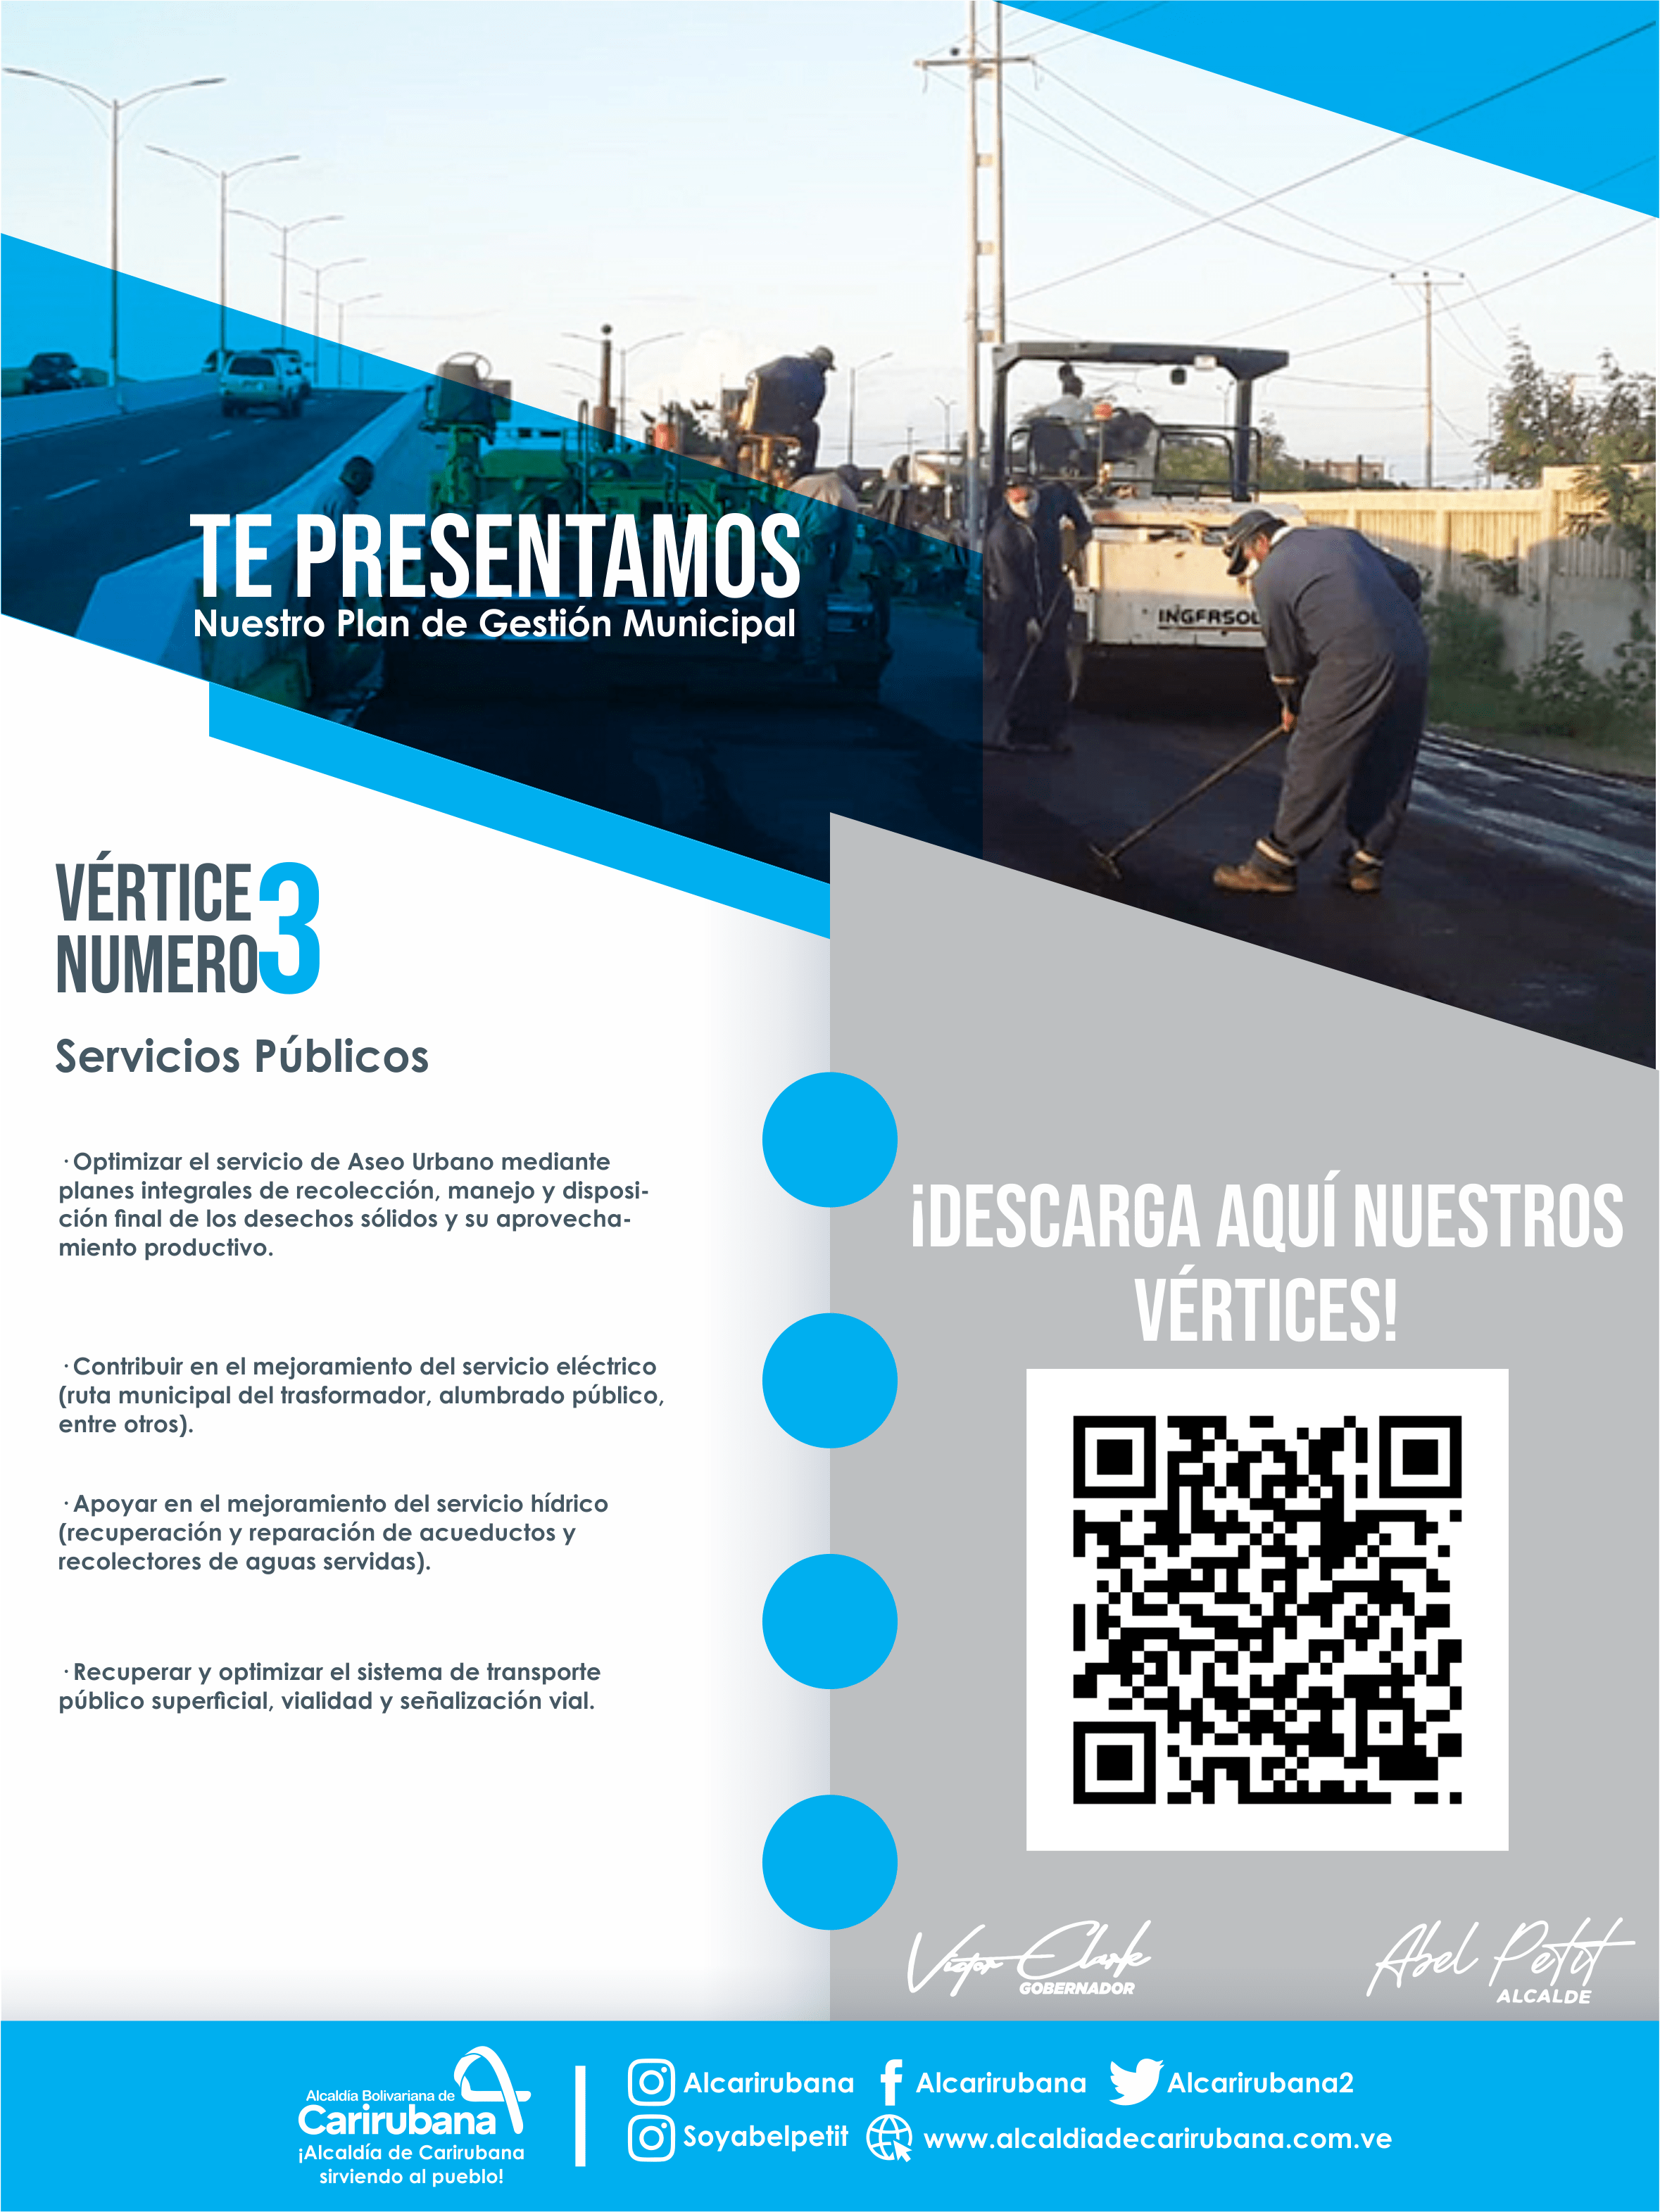 TE PRESENTAMOS
Nuestro Plan de Gestión Municipal
INGERSOL
VÉRTICE
NUMERO 3
Servicios Públicos
· Optimizar el servicio de Aseo Urbano mediante
planes integrales de recolección, manejo y disposi-
ción final de los desechos sólidos y su aprovecha-
miento productivo.
· Contribuir en el mejoramiento del servicio eléctrico
(ruta municipal del trasformador, alumbrado público,
entre otros).
· Apoyar en el mejoramiento del servicio hídrico
(recuperación y reparación de acueductos y
recolectores de aguas servidas).
· Recuperar y optimizar el sistema de transporte
público superficial, vialidad y señalización vial.
¡DESCARGA AQUÍ NUESTROS
VÉRTICES!
Victor Clark
GOBERNADOR
Abel Petit
ALCALDE
Alcaldía Bolivariana de
Carirubana
¡Alcaldía de Carirubana
sirviendo al pueblo!
Alcarirubana Alcarirubana Alcarirubana2
Soyabelpetit www.alcaldiadecarirubana.com.ve